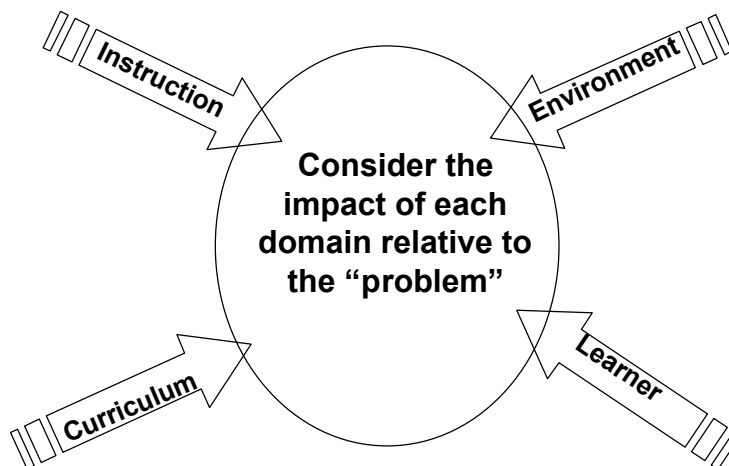 Instruction
Environment
Consider the
impact of each
domain relative to
the “problem”
Curriculum
Learner